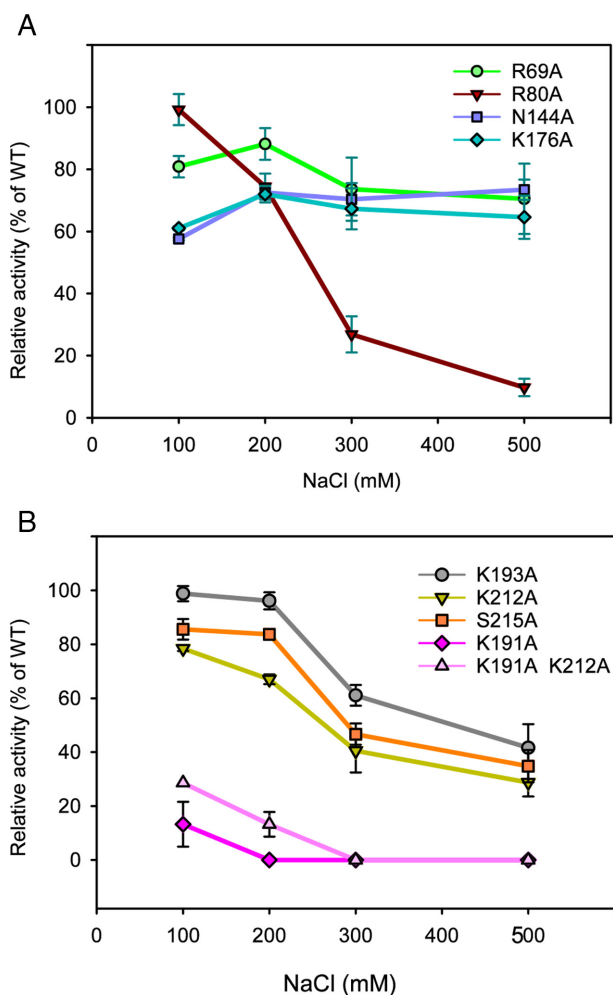 A
Relative activity (% of WT)
100
80
60
40
20
0
R69A
R80A
N144A
K176A
0 100 200 300 400 500
NaCl (mM)
B
Relative activity (% of WT)
100
80
60
40
20
0
K193A
K212A
S215A
K191A
K191A K212A
0 100 200 300 400 500
NaCl (mM)